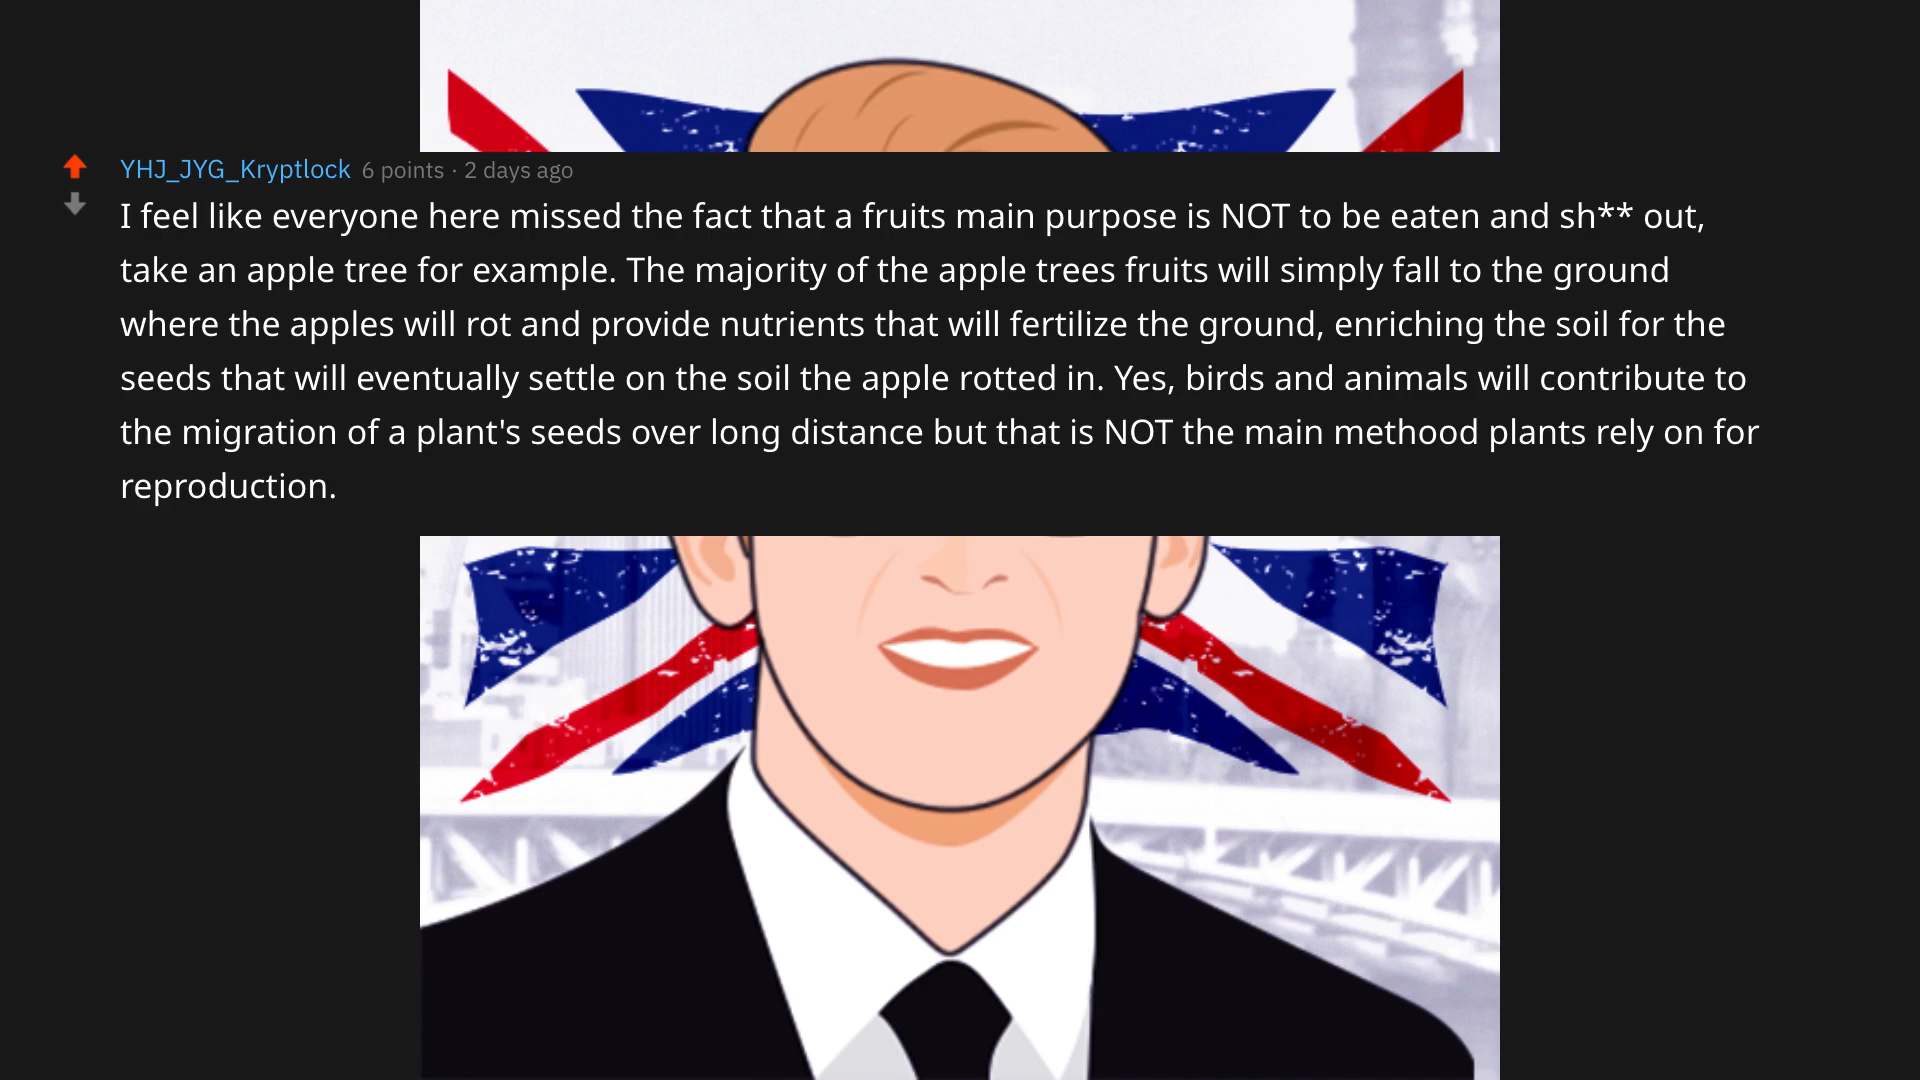 YHJ_JYG_Kryptlock 6 points · 2 days ago
I feel like everyone here missed the fact that a fruits main purpose is NOT to be eaten and sh** out,
take an apple tree for example. The majority of the apple trees fruits will simply fall to the ground
where the apples will rot and provide nutrients that will fertilize the ground, enriching the soil for the
seeds that will eventually settle on the soil the apple rotted in. Yes, birds and animals will contribute to
the migration of a plant's seeds over long distance but that is NOT the main methood plants rely on for
reproduction.